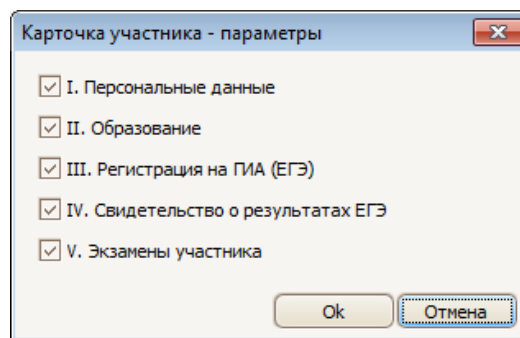 Карточка участника - параметры
I. Персональные данные
II. Образование
III. Регистрация на ГИА (ЕГЭ)
IV. Свидетельство о результатах ЕГЭ
V. Экзамены участника
Ok Отмена